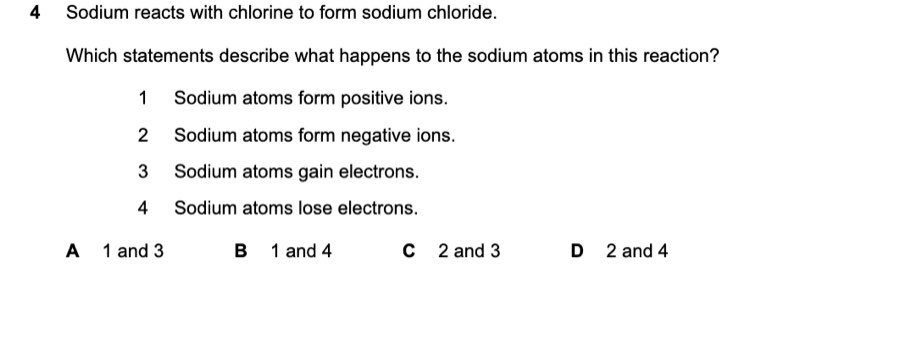 4 Sodium reacts with chlorine to form sodium chloride.
Which statements describe what happens to the sodium atoms in this reaction?
1 Sodium atoms form positive ions.
2 Sodium atoms form negative ions.
3 Sodium atoms gain electrons.
4 Sodium atoms lose electrons.
A 1 and 3 B 1 and 4 C 2 and 3 D 2 and 4